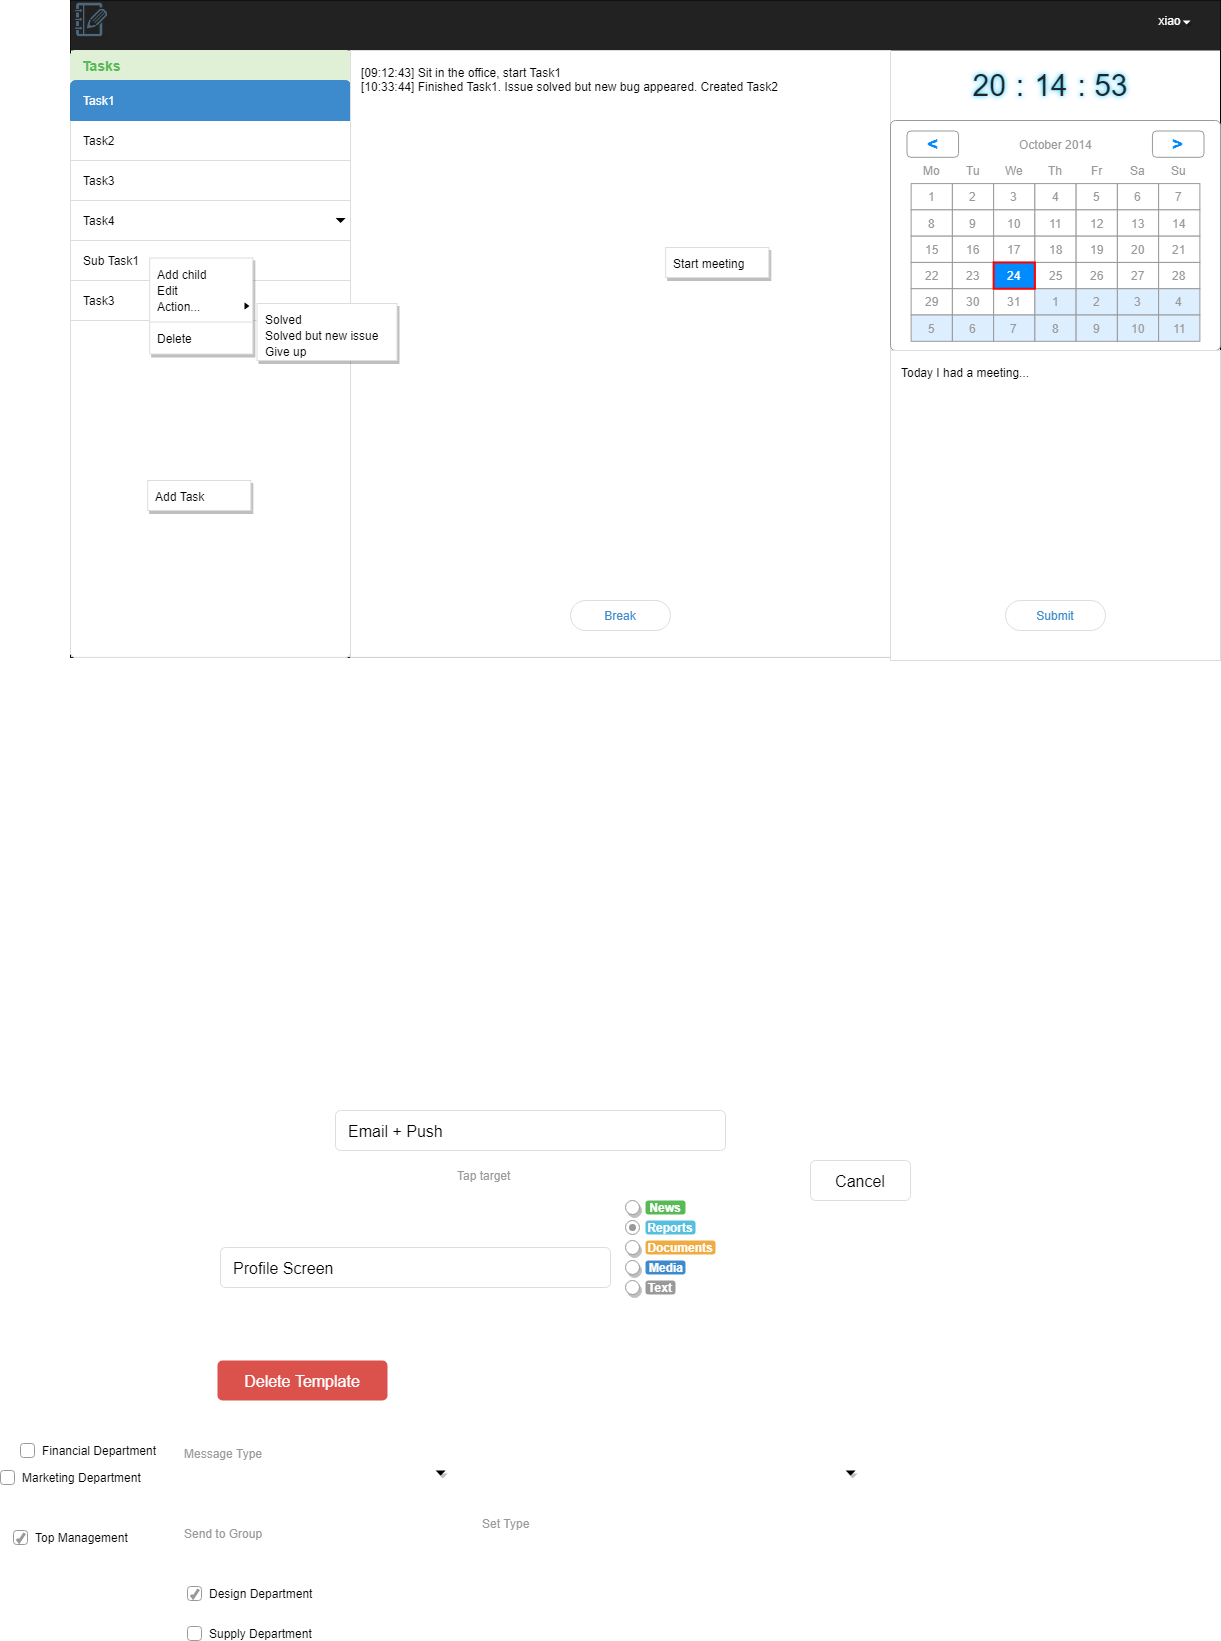 xiao
Tasks
Task1
Task2
Task3
Task4
Sub Task1
Task3
Add child
Edit
Action...
Delete
Solved
Solved but new issue
Give up
Add Task
[09:12:43] Sit in the office, start Task1
[10:33:44] Finished Task1. Issue solved but new bug appeared. Created Task2
Start meeting
Break
20 : 14 : 53
< October 2014 >
Mo Tu We Th Fr Sa Su
1 2 3 4 5 6 7
8 9 10 11 12 13 14
15 16 17 18 19 20 21
22 23 24 25 26 27 28
29 30 31 1 2 3 4
5 6 7 8 9 10 11
Today I had a meeting...
Submit
Email + Push
Tap target
Cancel
News
Reports
Documents
Media
Text
Profile Screen
Delete Template
Financial Department
Message Type
Marketing Department
Set Type
Top Management
Send to Group
Design Department
Supply Department